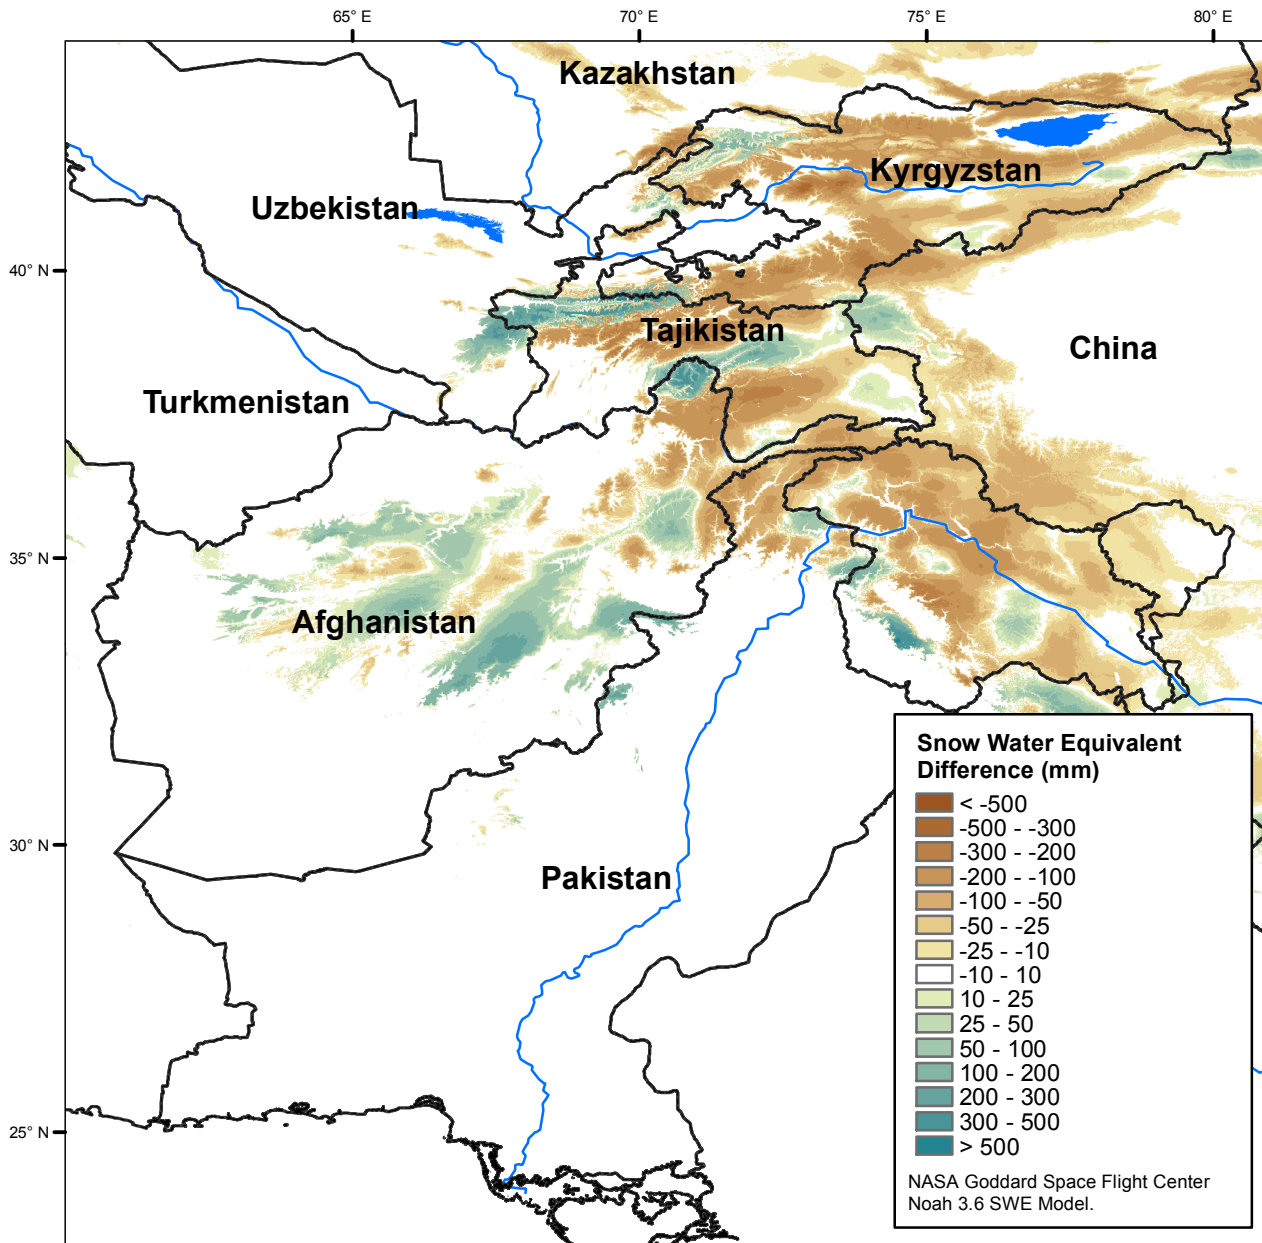 65° E
70° E
75° E
80° E
Kazakhstan
Kyrgyzstan
Uzbekistan
40° N
Tajikistan
China
Turkmenistan
35° N
Afghanistan
Snow Water Equivalent
Difference (mm)
< -500
-500 - -300
-300 - -200
-200 - -100
-100 - -50
-50 - -25
-25 - -10
-10 - 10
10 - 25
25 - 50
50 - 100
100 - 200
200 - 300
300 - 500
> 500
30° N
Pakistan
25° N
NASA Goddard Space Flight Center
Noah 3.6 SWE Model.